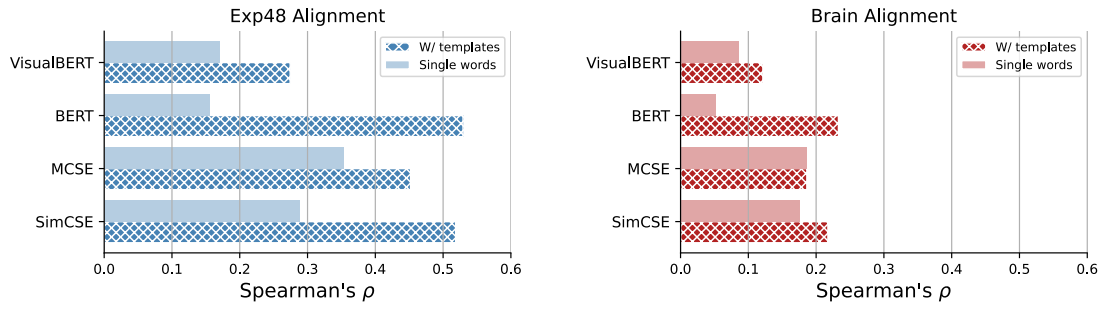 Exp48 Alignment
W/ templates
Single words
VisualBERT
BERT
MCSE
SimCSE
0.0 0.1 0.2 0.3 0.4 0.5 0.6
Spearman's ρ
Brain Alignment
W/ templates
Single words
VisualBERT
BERT
MCSE
SimCSE
0.0 0.1 0.2 0.3 0.4 0.5 0.6
Spearman's ρ